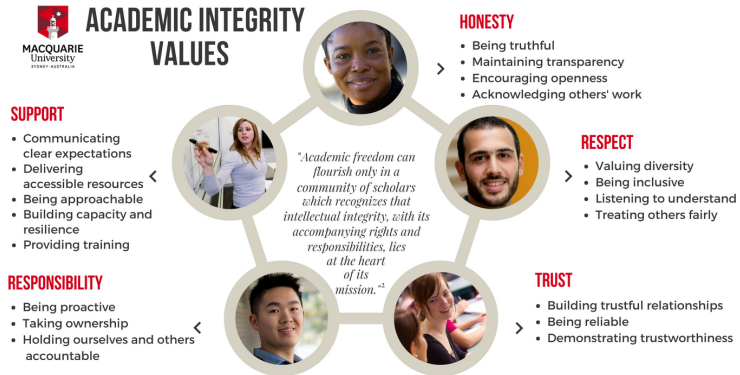 MACQUARIE
University
SYDNEY-AUSTRALIA
ACADEMIC INTEGRITY
VALUES
HONESTY
• Being truthful
• Maintaining transparency
• Encouraging openness
• Acknowledging others' work
SUPPORT
• Communicating
clear expectations
• Delivering
accessible resources
• Being approachable
• Building capacity and
resilience
• Providing training
"Academic freedom can
flourish only in a
community of scholars
which recognizes that
intellectual integrity, with its
accompanying rights and
responsibilities, lies
at the heart
of its
mission."¹
RESPECT
• Valuing diversity
• Being inclusive
• Listening to understand
• Treating others fairly
RESPONSIBILITY
• Being proactive
• Taking ownership
• Holding ourselves and others
accountable
TRUST
• Building trustful relationships
• Being reliable
• Demonstrating trustworthiness